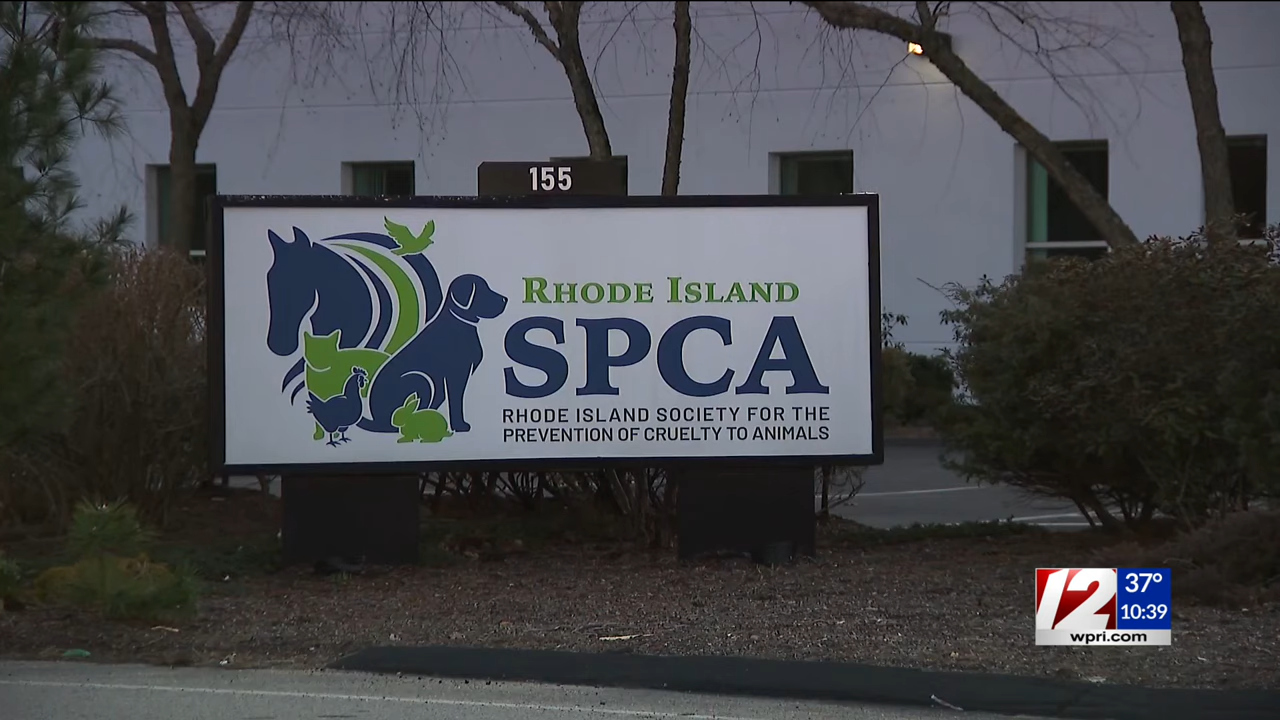 155
RHODE ISLAND
SPCA
RHODE ISLAND SOCIETY FOR THE
PREVENTION OF CRUELTY TO ANIMALS
12
37°
10:39
wpri.com